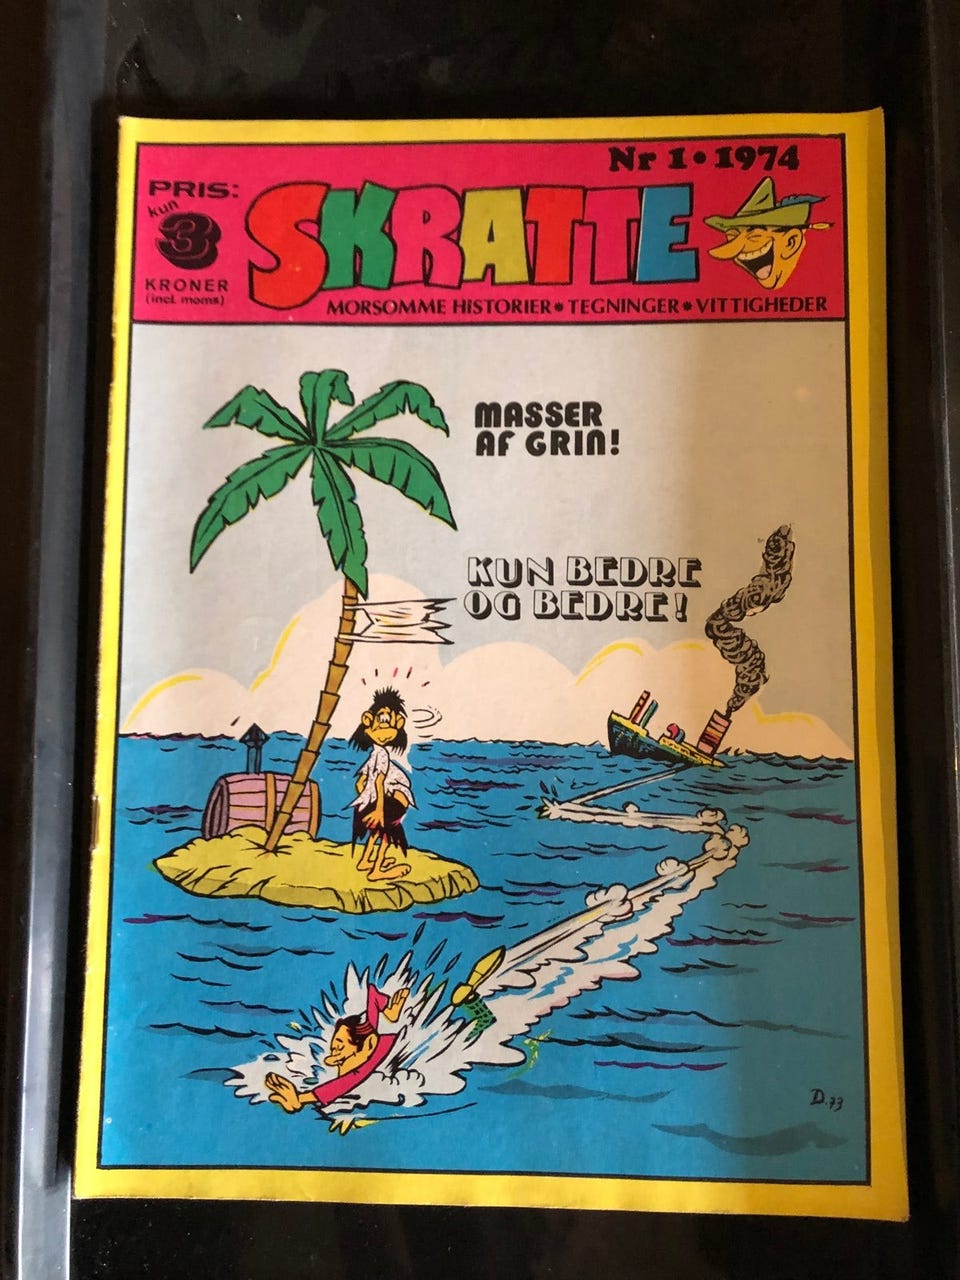 Nr 1 • 1974
PRIS:
kun
3
KRONER
(incl. moms)
SKRATTE
MORSOMME HISTORIER * TEGNINGER * VITTIGHEDER
MASSER
AF GRIN!
KUN BEDRE
OG BEDRE!
D.73